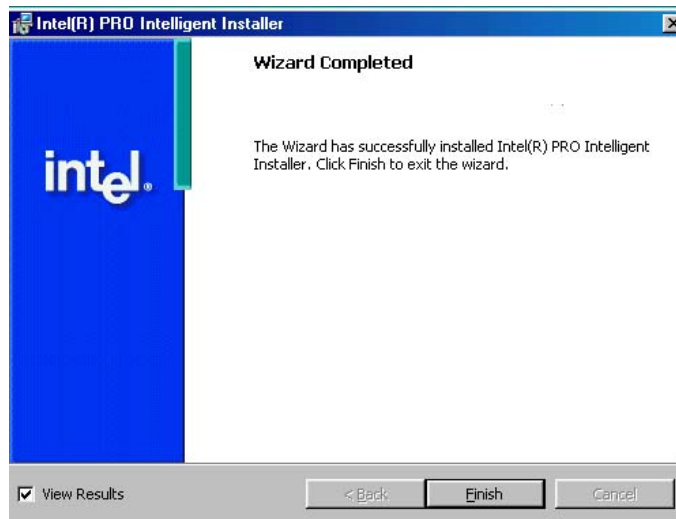 Intel(R) PRO Intelligent Installer
Wizard Completed
intel®
The Wizard has successfully installed Intel(R) PRO Intelligent
Installer. Click Finish to exit the wizard.
View Results
< Back
Finish
Cancel